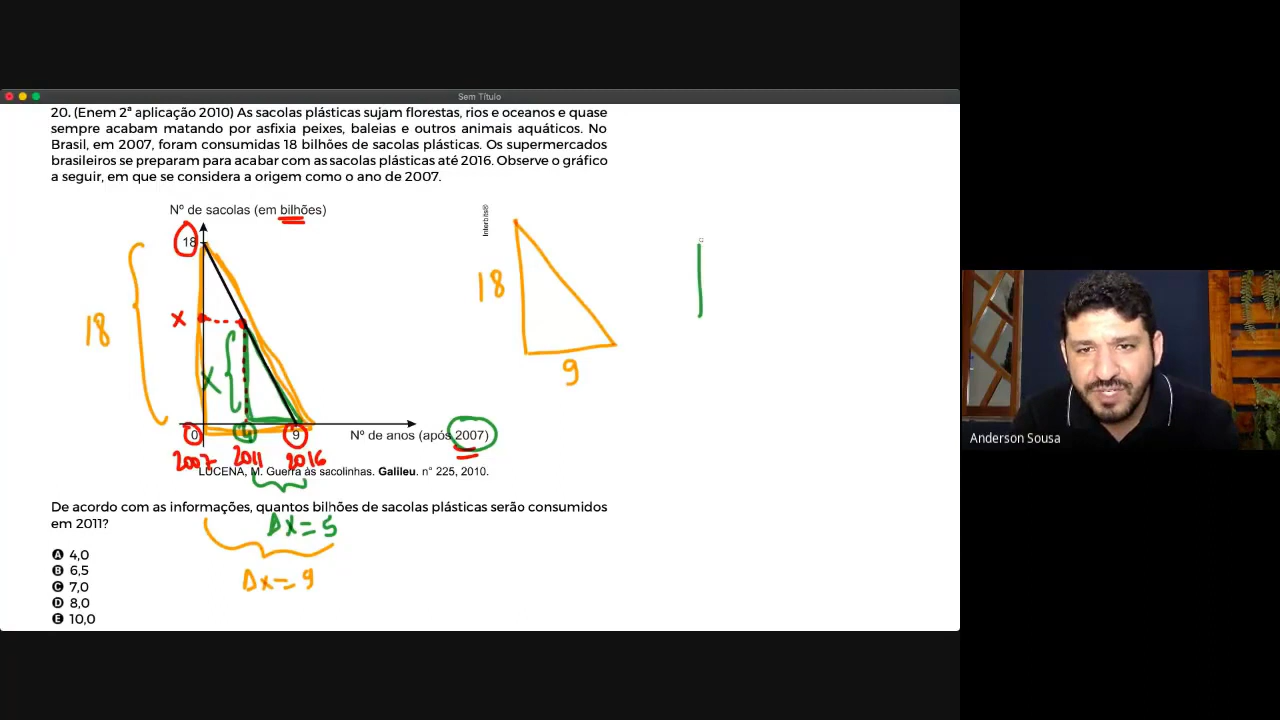 Sem Título
20. (Enem 2ª aplicação 2010) As sacolas plásticas sujam florestas, rios e oceanos e quase
sempre acabam matando por asfixia peixes, baleias e outros animais aquáticos. No
Brasil, em 2007, foram consumidas 18 bilhões de sacolas plásticas. Os supermercados
brasileiros se preparam para acabar com as sacolas plásticas até 2016. Observe o gráfico
a seguir, em que se considera a origem como o ano de 2007.
Nº de sacolas (em bilhões)
Interbits®
18
18
18
x
x
9
0
4
9
Nº de anos (após 2007)
2007
2011
2016
LUCENA, M. Guerra às sacolinhas. Galileu. n° 225, 2010.
De acordo com as informações, quantos bilhões de sacolas plásticas serão consumidos
em 2011?
Δx=5
Δx=9
A 4,0
B 6,5
C 7,0
D 8,0
E 10,0
Anderson Sousa